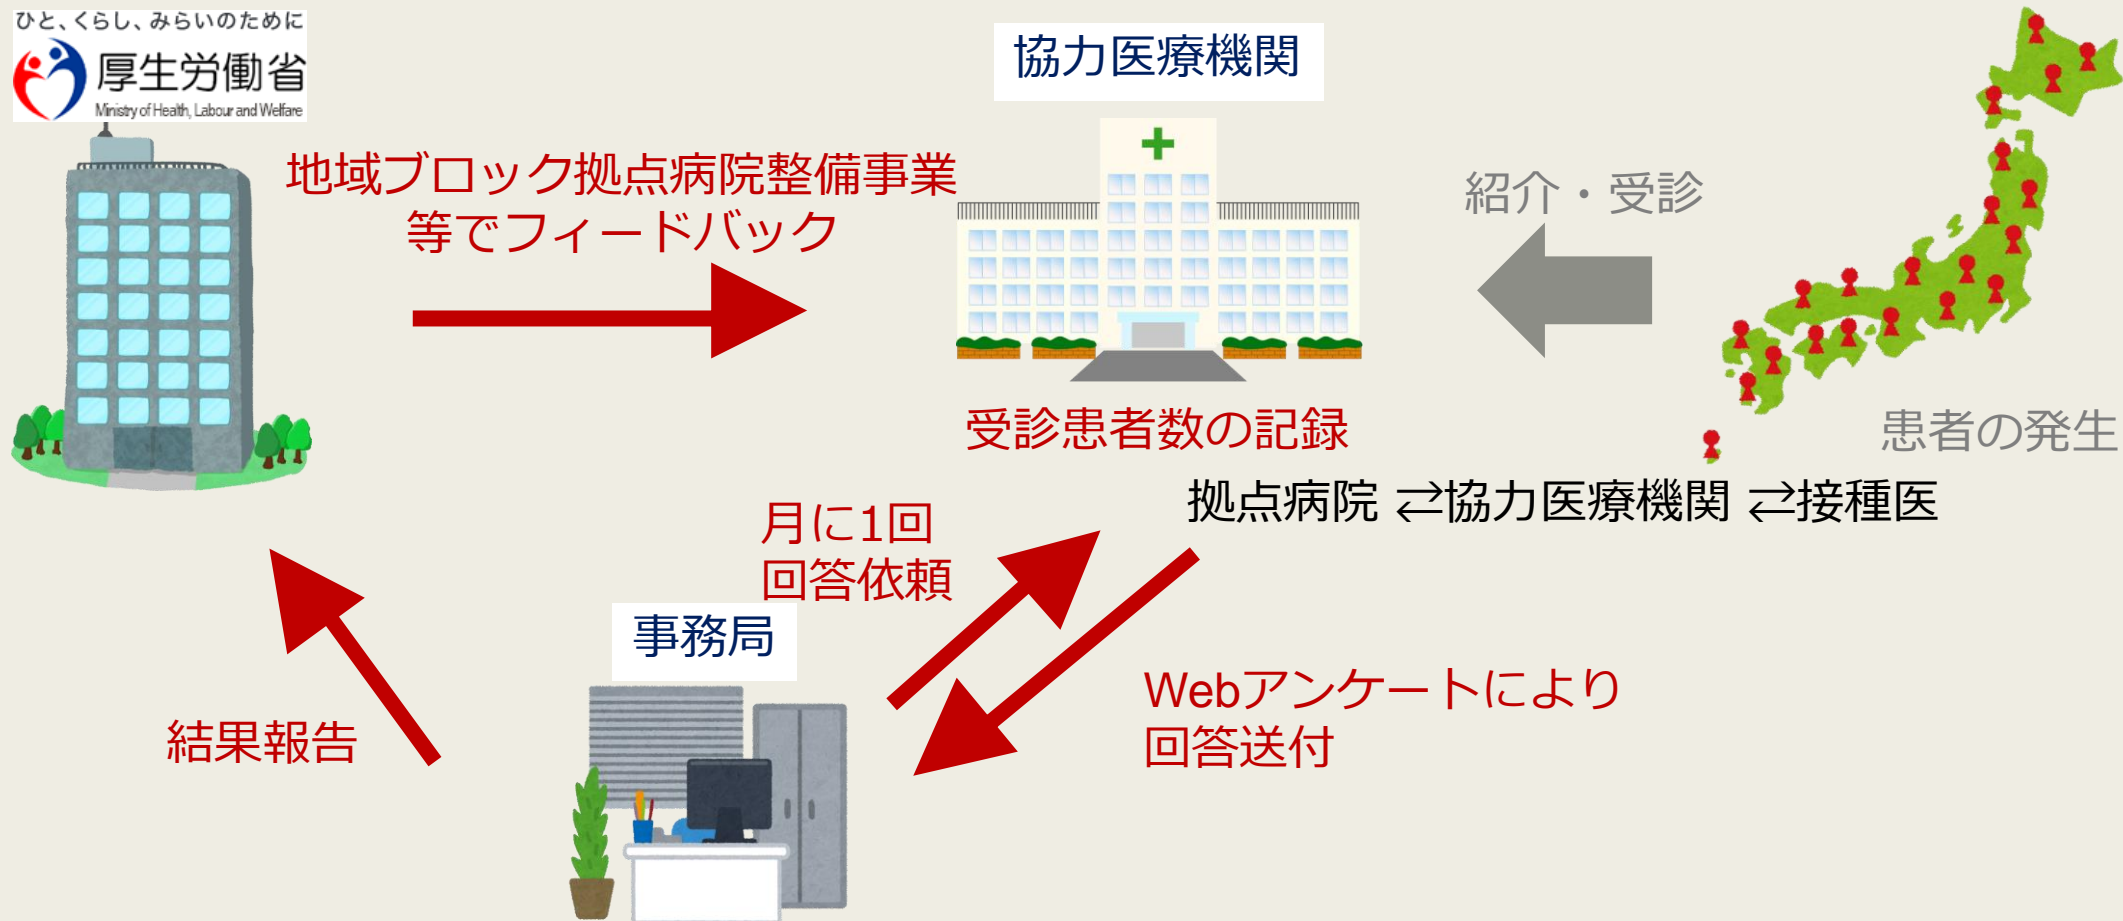 ひと、くらし、みらいのために
厚生労働省
Ministry of Health, Labour and Welfare
協力医療機関
地域ブロック拠点病院整備事業
等でフィードバック
紹介・受診
患者の発生
受診患者数の記録
拠点病院 ⇄協力医療機関 ⇄接種医
月に1回
回答依頼
事務局
Webアンケートにより
回答送付
結果報告